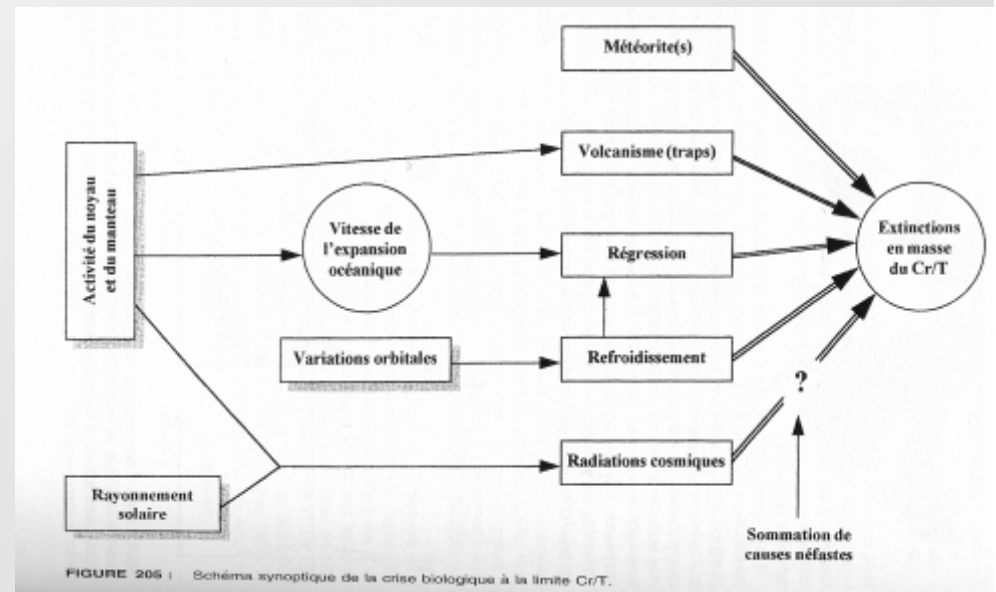 Météorite(s)
Volcanisme (traps)
Activité du noyau
et du manteau
Vitesse de
l'expansion
océanique
Régression
Extinctions
en masse
du Cr/T
Variations orbitales
Refroidissement
?
Radiations cosmiques
Rayonnement
solaire
Sommation de
causes néfastes
FIGURE 205 : Schéma synoptique de la crise biologique à la limite Cr/T.